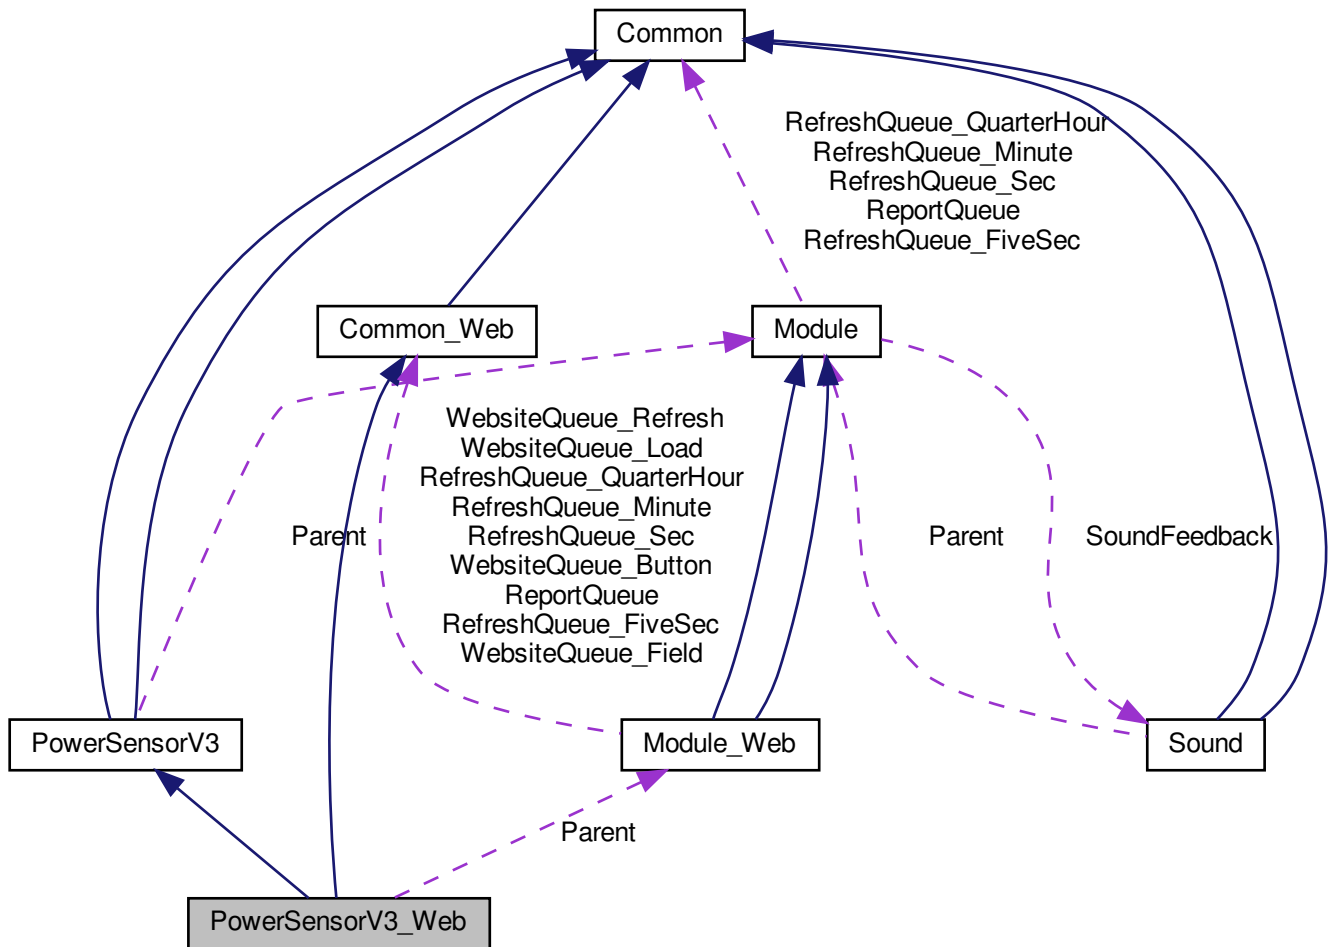 Common
RefreshQueue_QuarterHour
RefreshQueue_Minute
RefreshQueue_Sec
ReportQueue
RefreshQueue_FiveSec
Common_Web
Module
WebsiteQueue_Refresh
WebsiteQueue_Load
RefreshQueue_QuarterHour
RefreshQueue_Minute
RefreshQueue_Sec
WebsiteQueue_Button
ReportQueue
RefreshQueue_FiveSec
WebsiteQueue_Field
Parent
Parent
SoundFeedback
PowerSensorV3
Module_Web
Sound
Parent
PowerSensorV3_Web